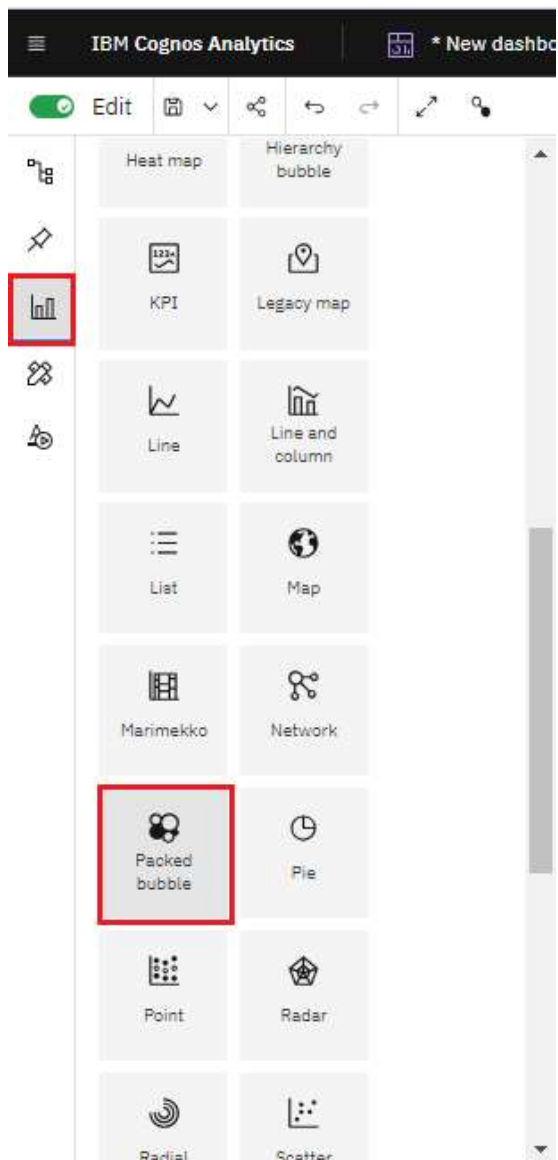 IBM Cognos Analytics
* New dashbo
Edit
Heat map
Hierarchy
bubble
KPI
Legacy map
Line
Line and
column
List
Map
Marimekko
Network
Packed
bubble
Pie
Point
Radar
Radial
Scatter